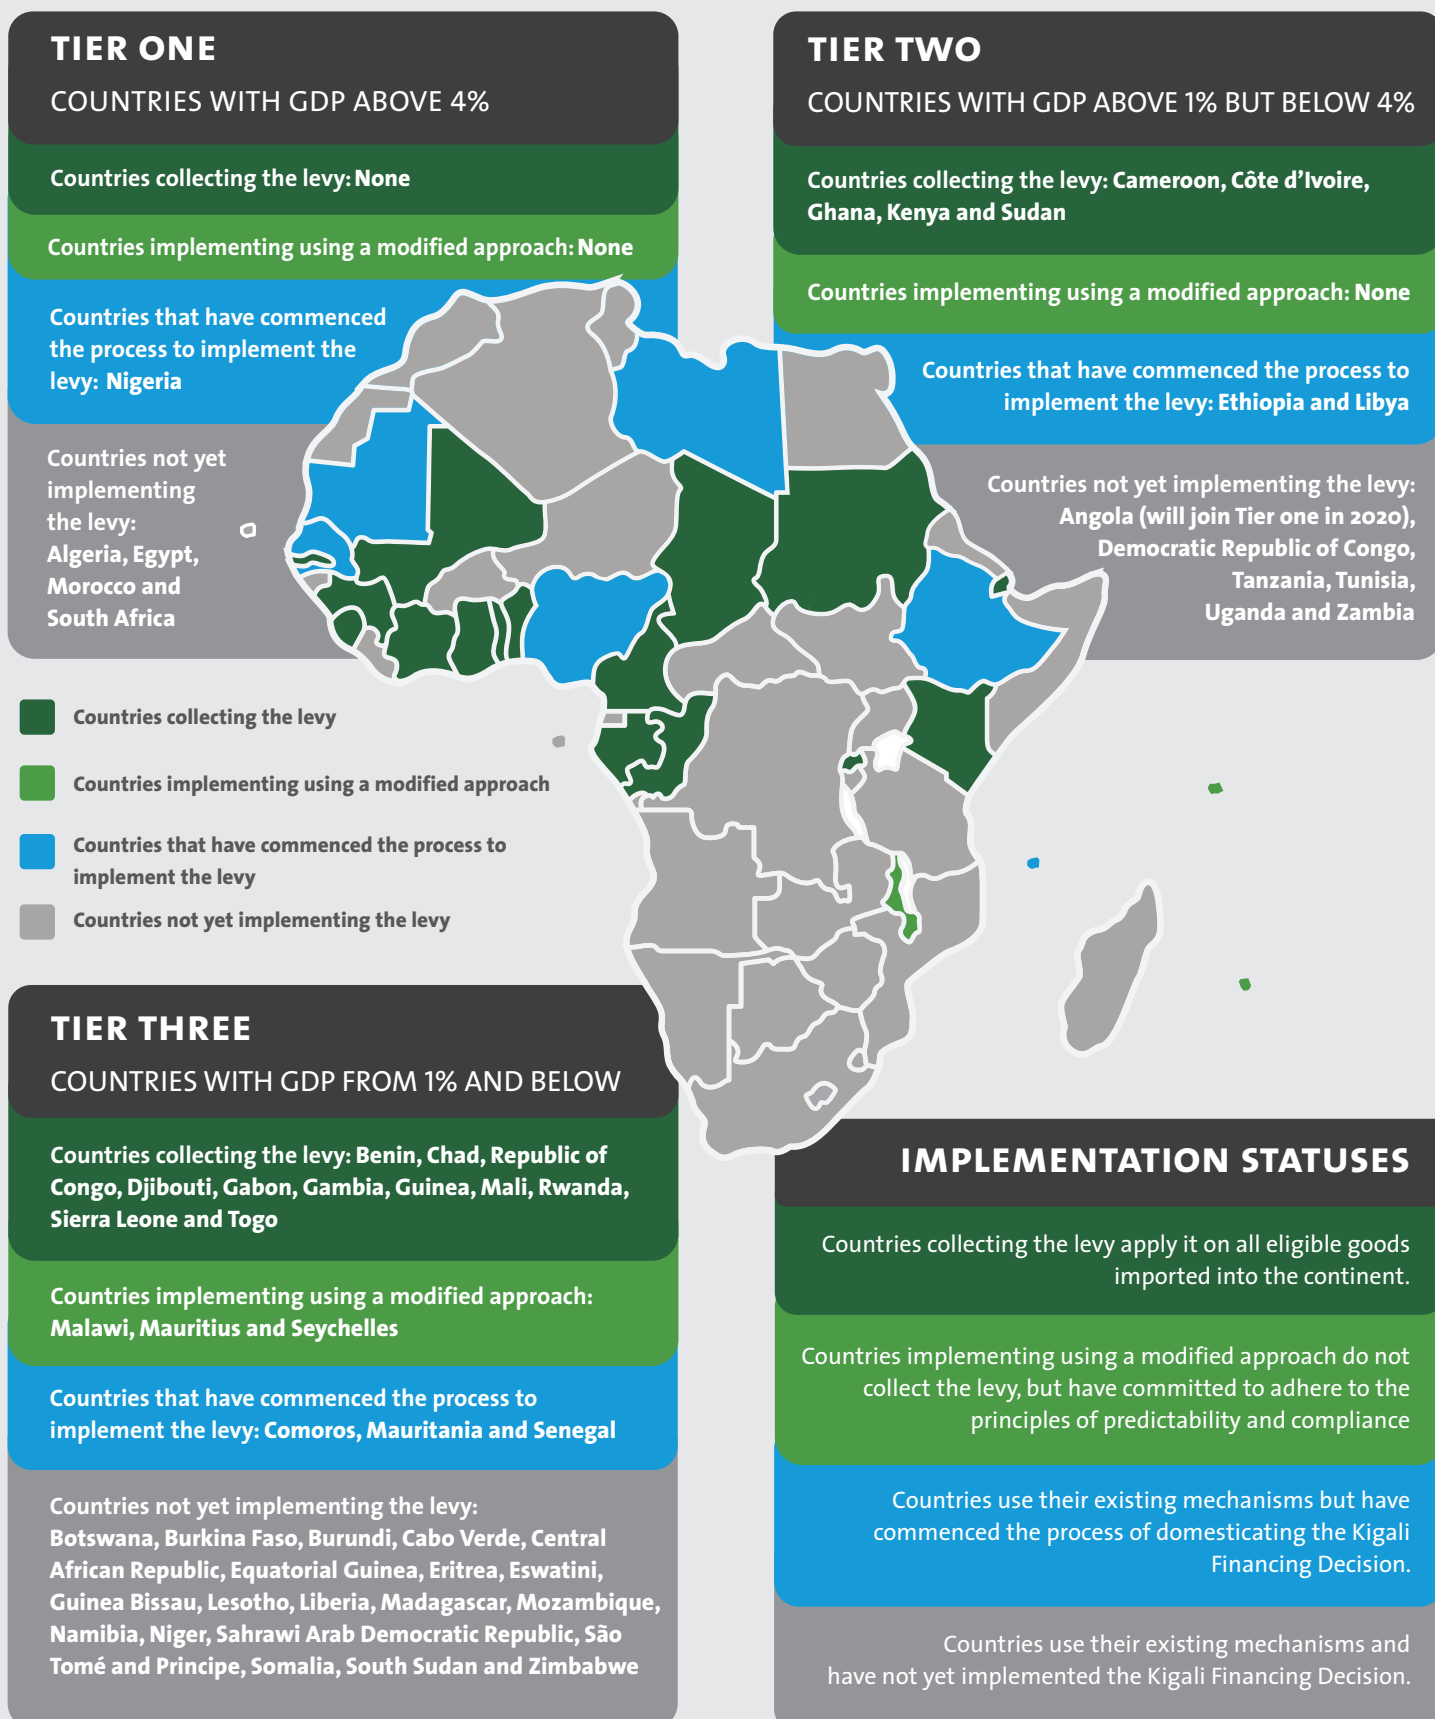 TIER ONE
COUNTRIES WITH GDP ABOVE 4%
Countries collecting the levy: None
Countries implementing using a modified approach: None
Countries that have commenced
the process to implement the
levy: Nigeria
Countries not yet
implementing
the levy:
Algeria, Egypt,
Morocco and
South Africa
TIER TWO
COUNTRIES WITH GDP ABOVE 1% BUT BELOW 4%
Countries collecting the levy: Cameroon, Côte d’Ivoire,
Ghana, Kenya and Sudan
Countries implementing using a modified approach: None
Countries that have commenced the process to
implement the levy: Ethiopia and Libya
Countries not yet implementing the levy:
Angola (will join Tier one in 2020),
Democratic Republic of Congo,
Tanzania, Tunisia,
Uganda and Zambia
Countries collecting the levy
Countries implementing using a modified approach
Countries that have commenced the process to
implement the levy
Countries not yet implementing the levy
TIER THREE
COUNTRIES WITH GDP FROM 1% AND BELOW
Countries collecting the levy: Benin, Chad, Republic of
Congo, Djibouti, Gabon, Gambia, Guinea, Mali, Rwanda,
Sierra Leone and Togo
Countries implementing using a modified approach:
Malawi, Mauritius and Seychelles
Countries that have commenced the process to
implement the levy: Comoros, Mauritania and Senegal
Countries not yet implementing the levy:
Botswana, Burkina Faso, Burundi, Cabo Verde, Central
African Republic, Equatorial Guinea, Eritrea, Eswatini,
Guinea Bissau, Lesotho, Liberia, Madagascar, Mozambique,
Namibia, Niger, Sahrawi Arab Democratic Republic, São
Tomé and Principe, Somalia, South Sudan and Zimbabwe
IMPLEMENTATION STATUSES
Countries collecting the levy apply it on all eligible goods
imported into the continent.
Countries implementing using a modified approach do not
collect the levy, but have committed to adhere to the
principles of predictability and compliance
Countries use their existing mechanisms but have
commenced the process of domesticating the Kigali
Financing Decision.
Countries use their existing mechanisms and
have not yet implemented the Kigali Financing Decision.